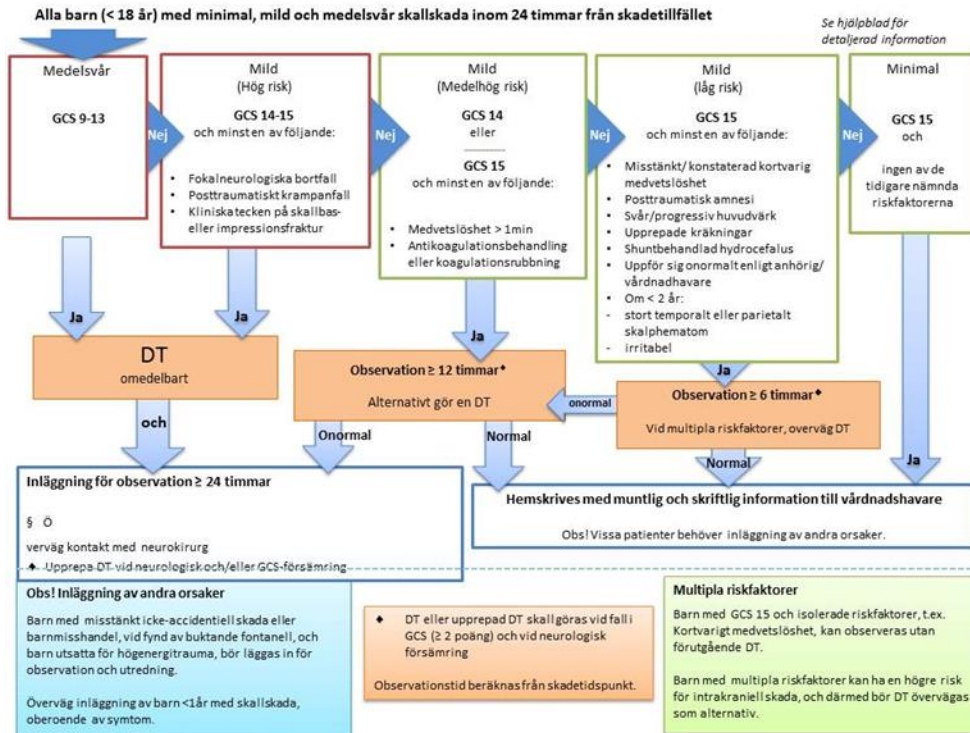 Alla barn (< 18 år) med minimal, mild och medelsvår skallskada inom 24 timmar från skadetillfället
Se hjälpblad för
detaljerad information
Medelsvår
GCS 9-13
Nej
Mild
(Hög risk)
GCS 14-15
och minst en av följande:
• Fokalneurologiska bortfall
• Posttraumatiskt krampanfall
• Kliniska tecken på skallbas-
eller impressionsfraktur
Nej
Mild
(Medelhög risk)
GCS 14
eller
GCS 15
och minst en av följande:
• Medvetslöshet > 1min
• Antikoagulationsbehandling
eller koagulationsrubbning
Nej
Mild
(låg risk)
GCS 15
och minst en av följande:
• Misstänkt/ konstaterad kortvarig
medvetslöshet
• Posttraumatisk amnesi
• Svår/progressiv huvudvärk
• Upprepade kräkningar
• Shuntbehandlad hydrocefalus
• Uppför sig onormalt enligt anhörig/
vårdnadhavare
• Om < 2 år:
- stort temporalt eller parietalt
skalphematom
- irritabel
Nej
Minimal
GCS 15
och
ingen av de
tidigare nämnda
riskfaktorerna
Ja
Ja
Ja
Ja
Ja
DT
omedelbart
och
Observation ≥ 12 timmar♦
Alternativt gör en DT
Onormal
Normal
onormal
Observation ≥ 6 timmar♦
Vid multipla riskfaktorer, overväg DT
Normal
Inläggning för observation ≥ 24 timmar
§ Ö
verväg kontakt med neurokirurg
♦ Upprepa DT vid neurologisk och/eller GCS-försämring
Hemskrives med muntlig och skriftlig information till vårdnadshavare
Obs! Vissa patienter behöver inläggning av andra orsaker.
Obs! Inläggning av andra orsaker
Barn med misstänkt icke-accidentiell skada eller
barnmisshandel, vid fynd av buktande fontanell, och
barn utsatta för högenergitrauma, bör läggas in för
observation och utredning.
Överväg inläggning av barn <1år med skallskada,
oberoende av symtom.
♦ DT eller upprepad DT skall göras vid fall i
GCS (≥ 2 poäng) och vid neurologisk
försämring
Observationstid beräknas från skadetidspunkt.
Multipla riskfaktorer
Barn med GCS 15 och isolerade riskfaktorer, t.ex.
Kortvarigt medvetslöshet, kan observeras utan
förutgående DT.
Barn med multipla riskfaktorer kan ha en högre risk
för intrakraniell skada, och därmed bör DT övervägas
som alternativ.